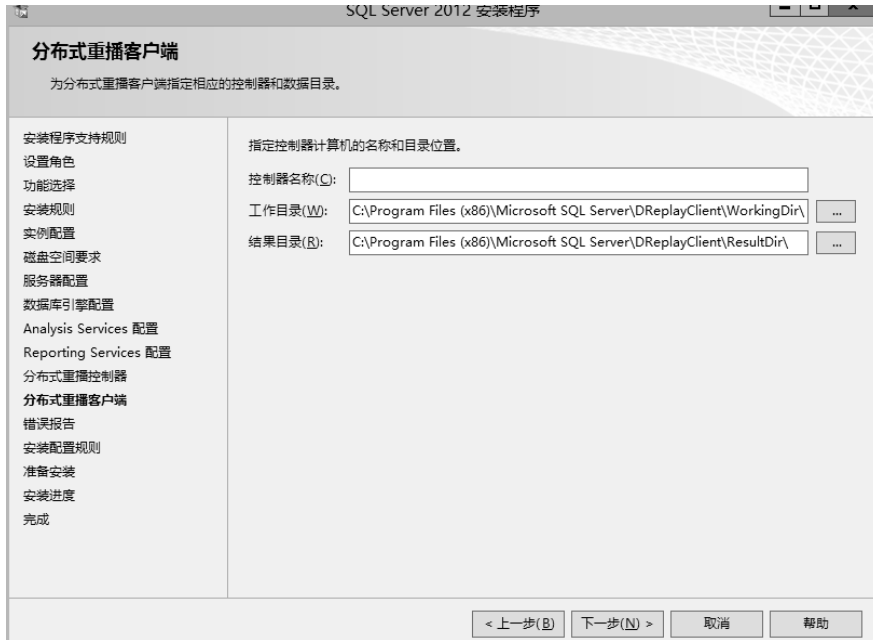 SQL Server 2012 安装程序
分布式重播客户端
为分布式重播客户端指定相应的控制器和数据目录。
安装程序支持规则
设置角色
功能选择
安装规则
实例配置
磁盘空间要求
服务器配置
数据库引擎配置
Analysis Services 配置
Reporting Services 配置
分布式重播控制器
分布式重播客户端
错误报告
安装配置规则
准备安装
安装进度
完成
指定控制器计算机的名称和目录位置。
控制器名称(C):
工作目录(W): C:\Program Files (x86)\Microsoft SQL Server\DReplayClient\WorkingDir\ ...
结果目录(R): C:\Program Files (x86)\Microsoft SQL Server\DReplayClient\ResultDir\ ...
< 上一步(B) 下一步(N) > 取消 帮助